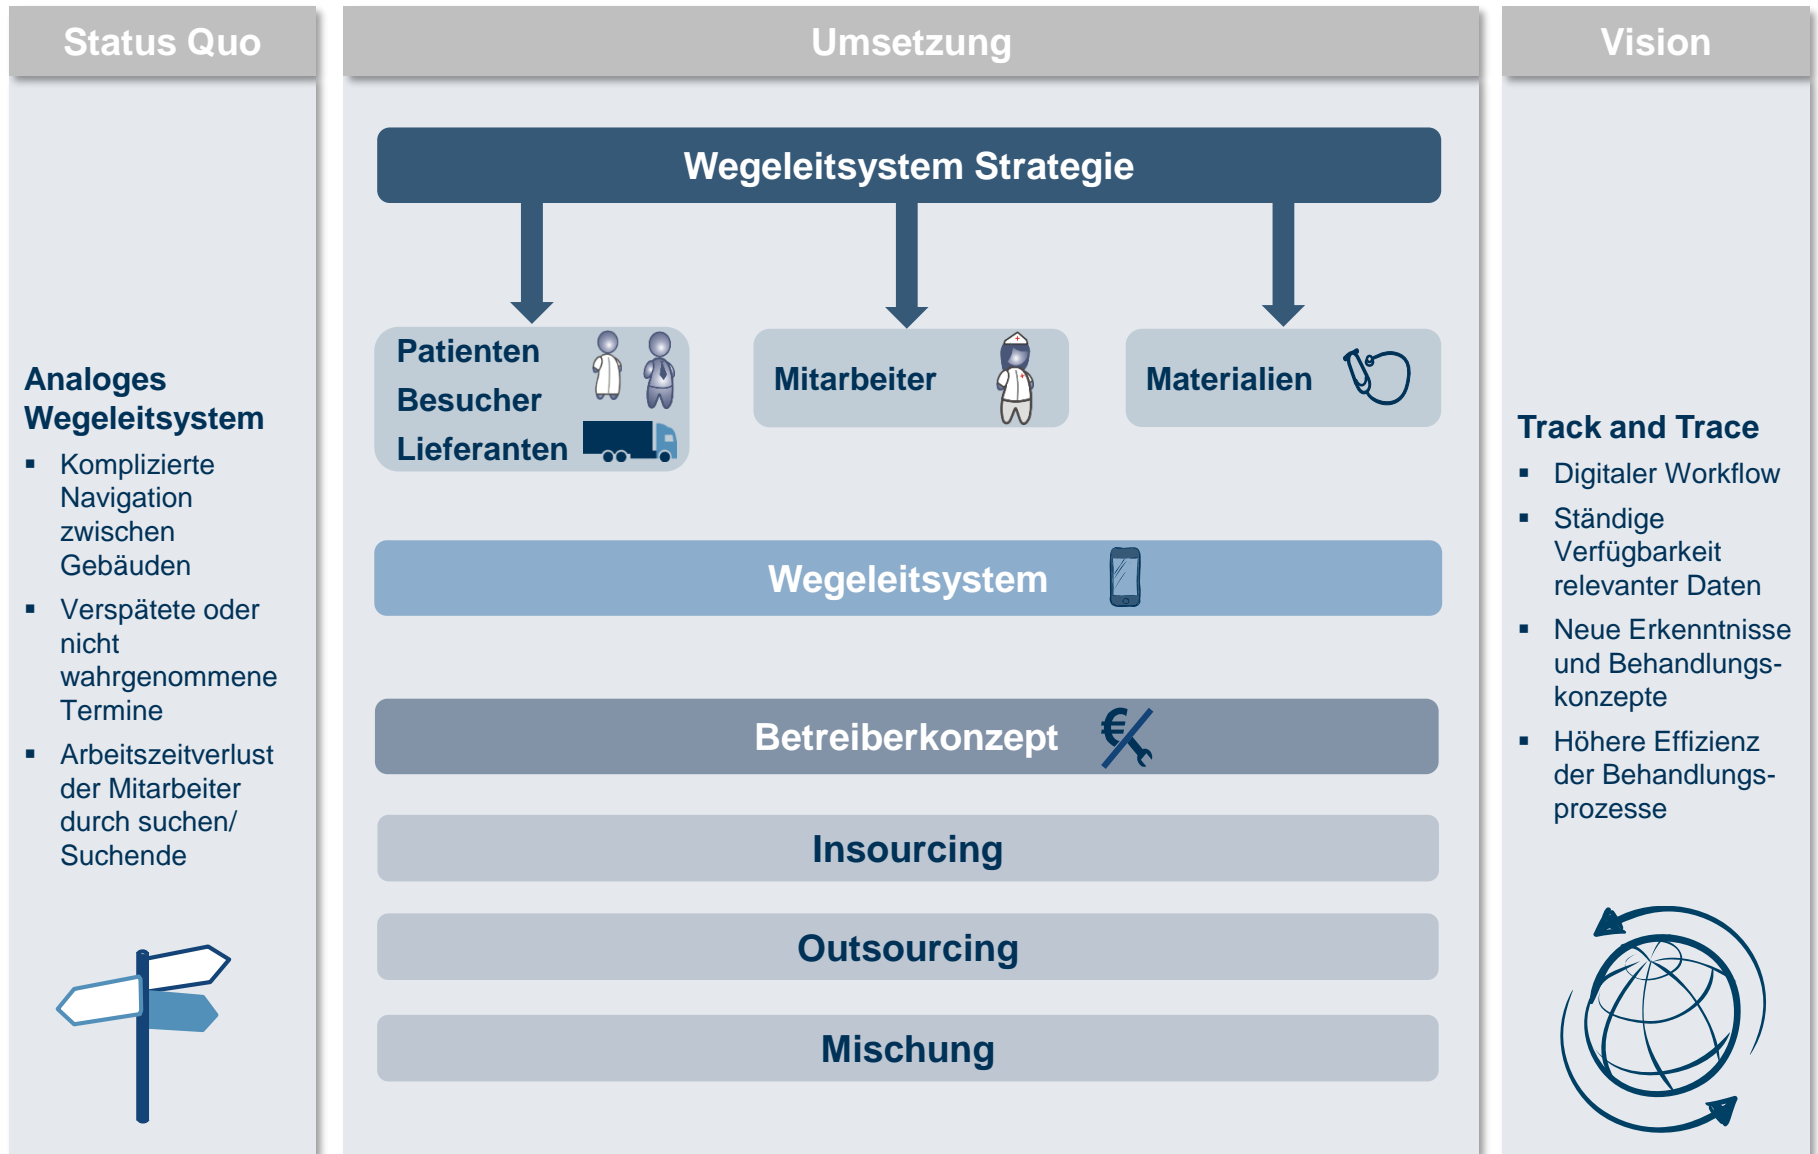 Status Quo
Analoges
Wegeleitsystem
▪ Komplizierte
Navigation
zwischen
Gebäuden
▪ Verspätete oder
nicht
wahrgenommene
Termine
▪ Arbeitszeitverlust
der Mitarbeiter
durch suchen/
Suchende
Umsetzung
Wegeleitsystem Strategie
Patienten
Besucher
Lieferanten
Mitarbeiter
Materialien
Wegeleitsystem
Betreiberkonzept
Insourcing
Outsourcing
Mischung
Vision
Track and Trace
▪ Digitaler Workflow
▪ Ständige
Verfügbarkeit
relevanter Daten
▪ Neue Erkenntnisse
und Behandlungs-
konzepte
▪ Höhere Effizienz
der Behandlungs-
prozesse